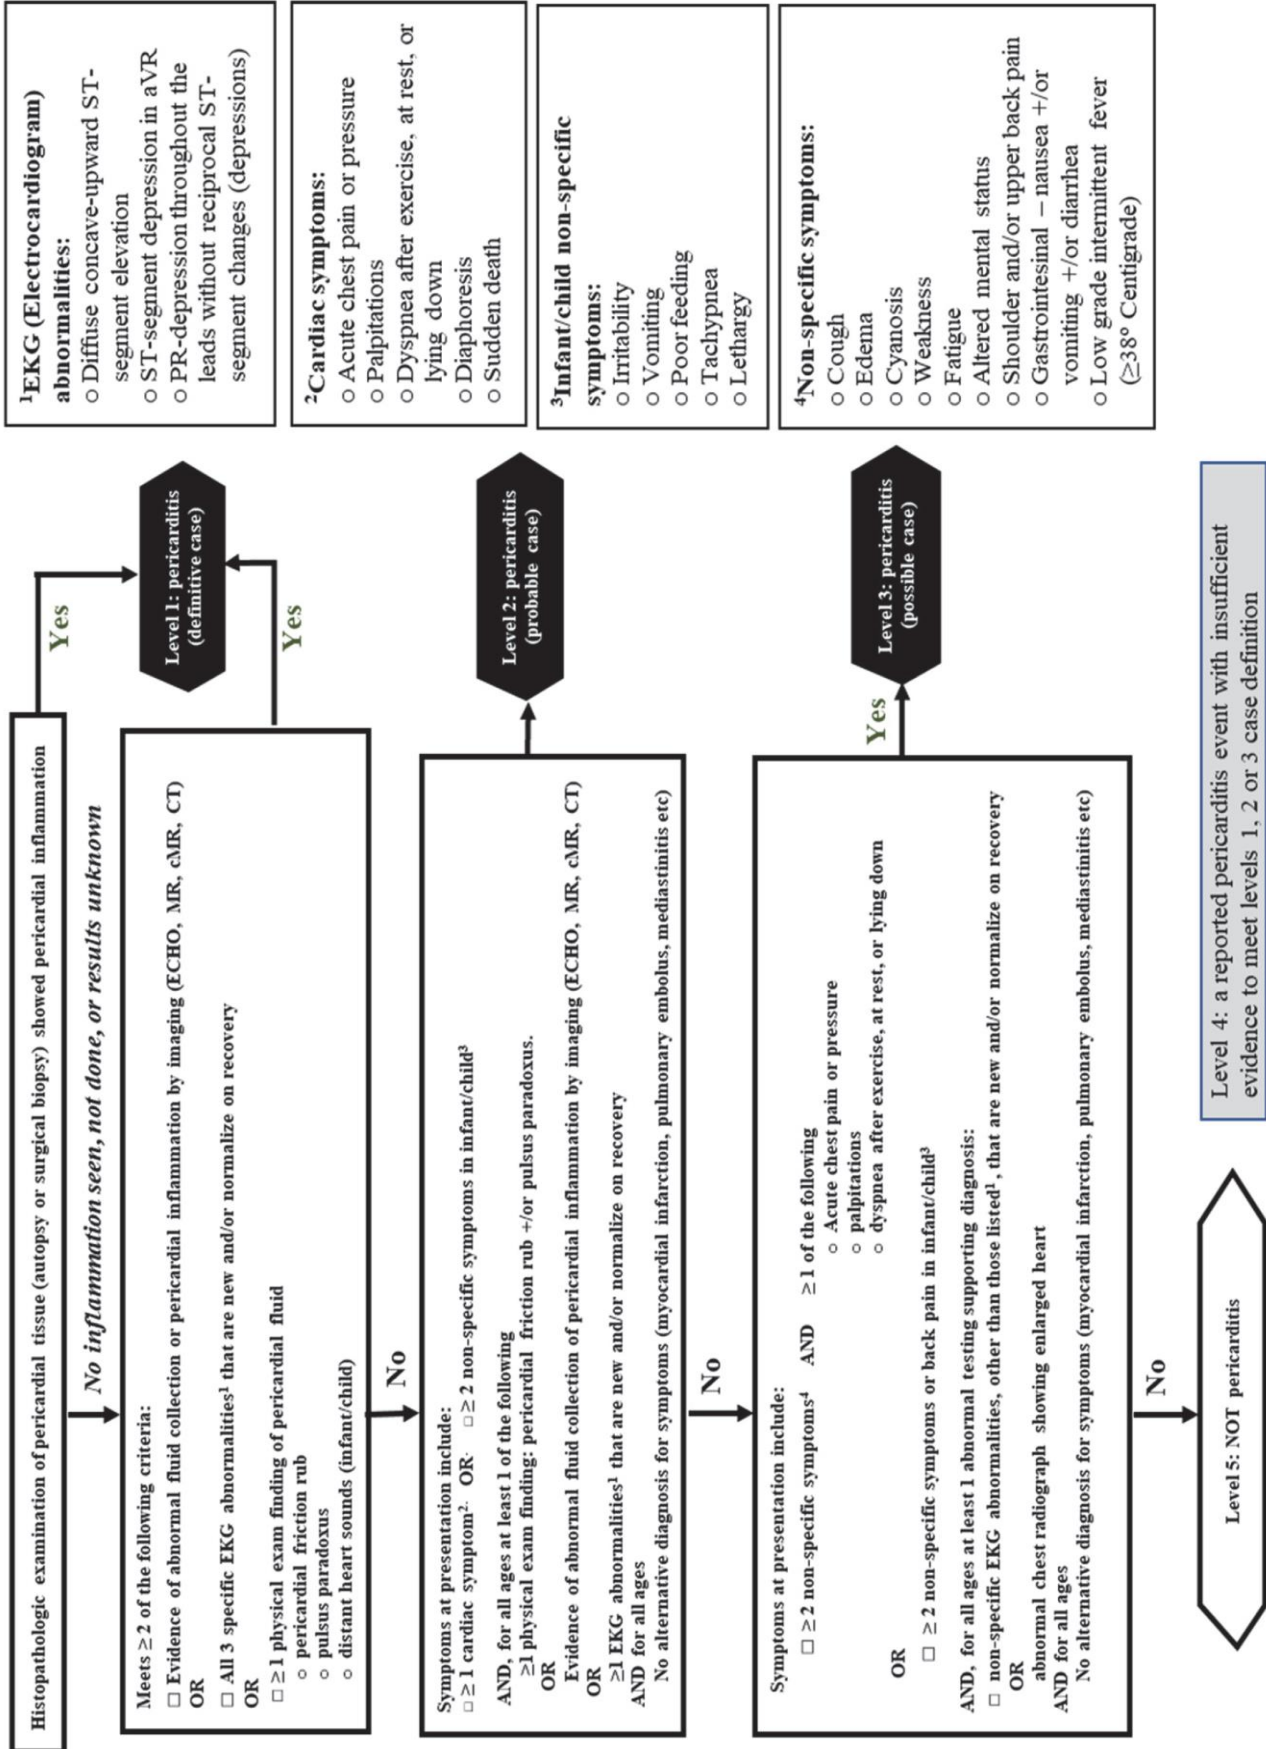 Histopathologic examination of pericardial tissue (autopsy or surgical biopsy) showed pericardial inflammation
Yes
No inflammation seen, not done, or results unknown
Level 1: pericarditis
(definitive case)
Meets ≥2 of the following criteria:
□ Evidence of abnormal fluid collection or pericardial inflammation by imaging (ECHO, MR, cMR, CT)
OR
□ All 3 specific EKG abnormalities¹ that are new and/or normalize on recovery
OR
□ ≥1 physical exam finding of pericardial fluid
○ pericardial friction rub
○ pulsus paradoxus
○ distant heart sounds (infant/child)
Yes
No
Symptoms at presentation include:
□ ≥ 1 cardiac symptom². OR· □ ≥ 2 non-specific symptoms in infant/child³
AND, for all ages at least 1 of the following
≥1 physical exam finding: pericardial friction rub +/or pulsus paradoxus.
OR
Evidence of abnormal fluid collection of pericardial inflammation by imaging (ECHO, MR, cMR, CT)
OR
≥1 EKG abnormalities¹ that are new and/or normalize on recovery
AND for all ages
No alternative diagnosis for symptoms (myocardial infarction, pulmonary embolus, mediastinitis etc)
Level 2: pericarditis
(probable case)
No
Symptoms at presentation include:
□ ≥ 2 non-specific symptoms⁴ AND ≥1 of the following
○ Acute chest pain or pressure
○ palpitations
○ dyspnea after exercise, at rest, or lying down
OR
□ ≥ 2 non-specific symptoms or back pain in infant/child³
AND, for all ages at least 1 abnormal testing supporting diagnosis:
□ non-specific EKG abnormalities, other than those listed¹, that are new and/or normalize on recovery
OR
abnormal chest radiograph showing enlarged heart
AND for all ages
No alternative diagnosis for symptoms (myocardial infarction, pulmonary embolus, mediastinitis etc)
Yes
Level 3: pericarditis
(possible case)
No
Level 5: NOT pericarditis
Level 4: a reported pericarditis event with insufficient
evidence to meet levels 1, 2 or 3 case definition
¹EKG (Electrocardiogram)
abnormalities:
○ Diffuse concave-upward ST-
segment elevation
○ ST-segment depression in aVR
○ PR-depression throughout the
leads without reciprocal ST-
segment changes (depressions)
²Cardiac symptoms:
○ Acute chest pain or pressure
○ Palpitations
○ Dyspnea after exercise, at rest, or
lying down
○ Diaphoresis
○ Sudden death
³Infant/child non-specific
symptoms:
○ Irritability
○ Vomiting
○ Poor feeding
○ Tachypnea
○ Lethargy
⁴Non-specific symptoms:
○ Cough
○ Edema
○ Cyanosis
○ Weakness
○ Fatigue
○ Altered mental status
○ Shoulder and/or upper back pain
○ Gastrointesinal – nausea +/or
vomiting +/or diarrhea
○ Low grade intermittent fever
(≥38° Centigrade)